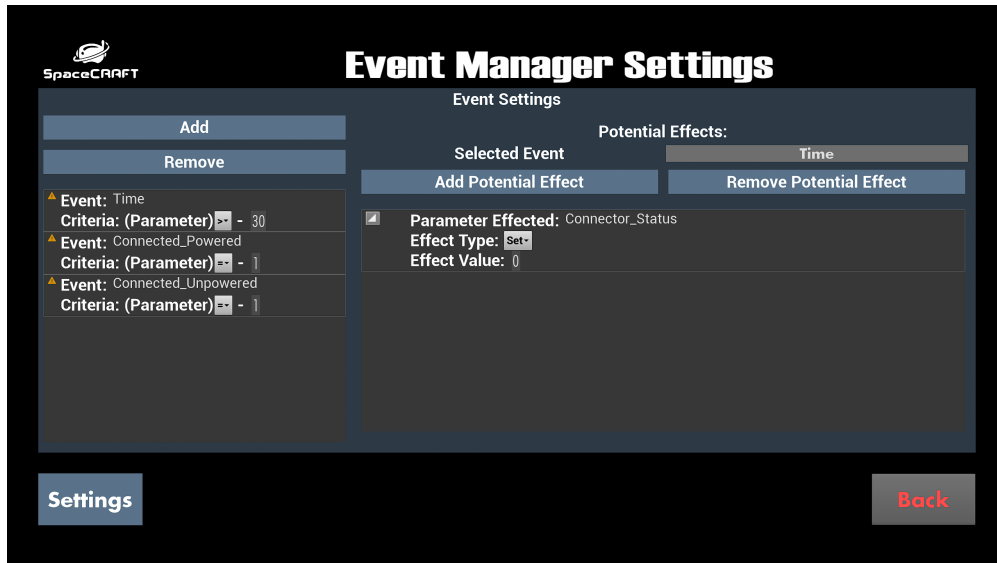 SpaceCRAFT
Event Manager Settings
Event Settings
Add
Remove
Event: Time
Criteria: (Parameter) > - 30
Event: Connected_Powered
Criteria: (Parameter) = - 1
Event: Connected_Unpowered
Criteria: (Parameter) = - 1
Potential Effects:
Selected Event Time
Add Potential Effect Remove Potential Effect
Parameter Effected: Connector_Status
Effect Type: Set
Effect Value: 0
Settings
Back